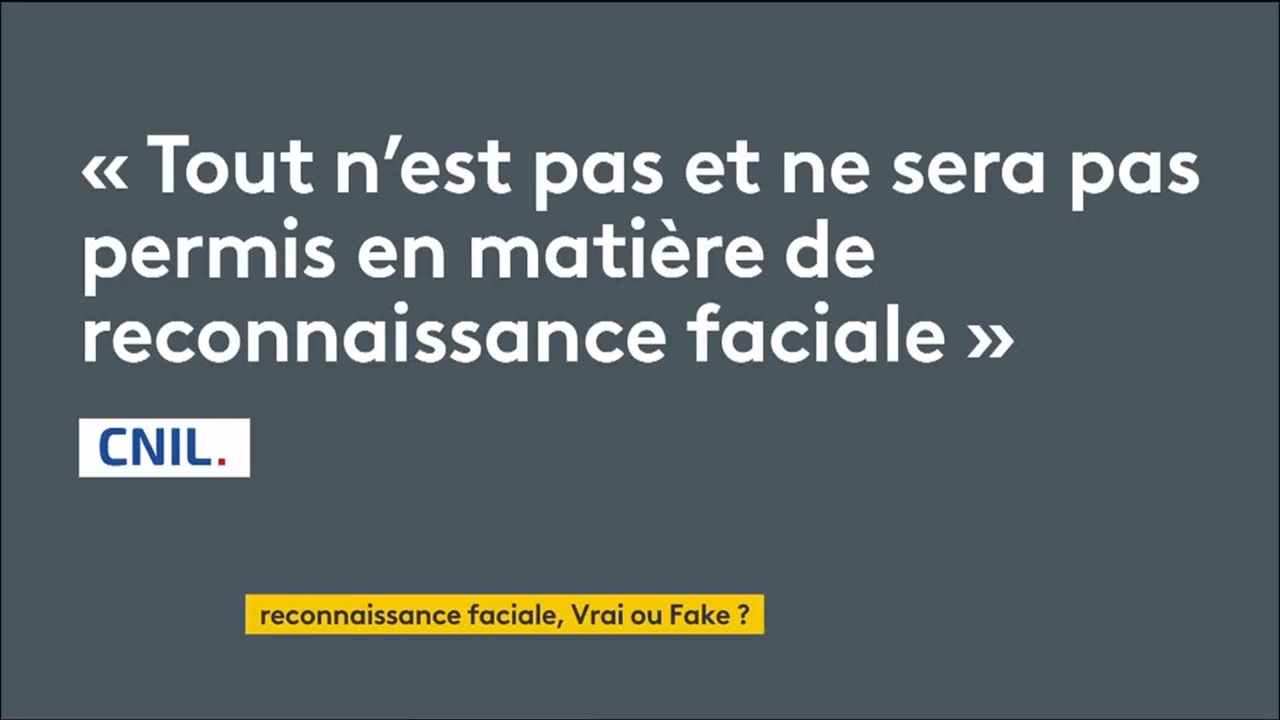 « Tout n’est pas et ne sera pas
permis en matière de
reconnaissance faciale »
CNIL.
reconnaissance faciale, Vrai ou Fake ?